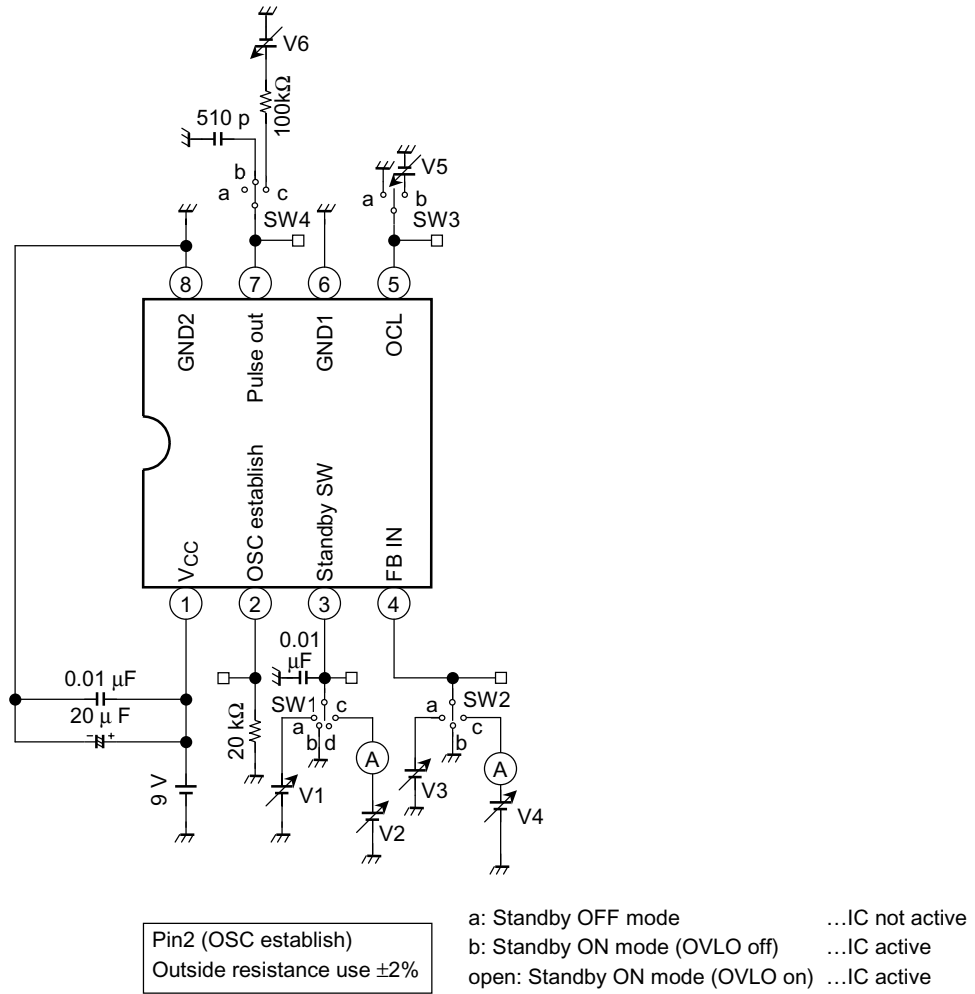 V6
100kΩ
510 p
b
a
c
SW4
V5
a
b
SW3
8
7
6
5
GND2
Pulse out
GND1
OCL
VCC
OSC establish
Standby SW
FB IN
1
2
3
4
0.01 μF
20 μ F
− +
9 V
20 kΩ
0.01
μF
SW1
a
b
d
c
A
V1
V2
SW2
a
b
c
A
V3
V4
Pin2 (OSC establish)
Outside resistance use ±2%
a: Standby OFF mode ...IC not active
b: Standby ON mode (OVLO off) ...IC active
open: Standby ON mode (OVLO on) ...IC active